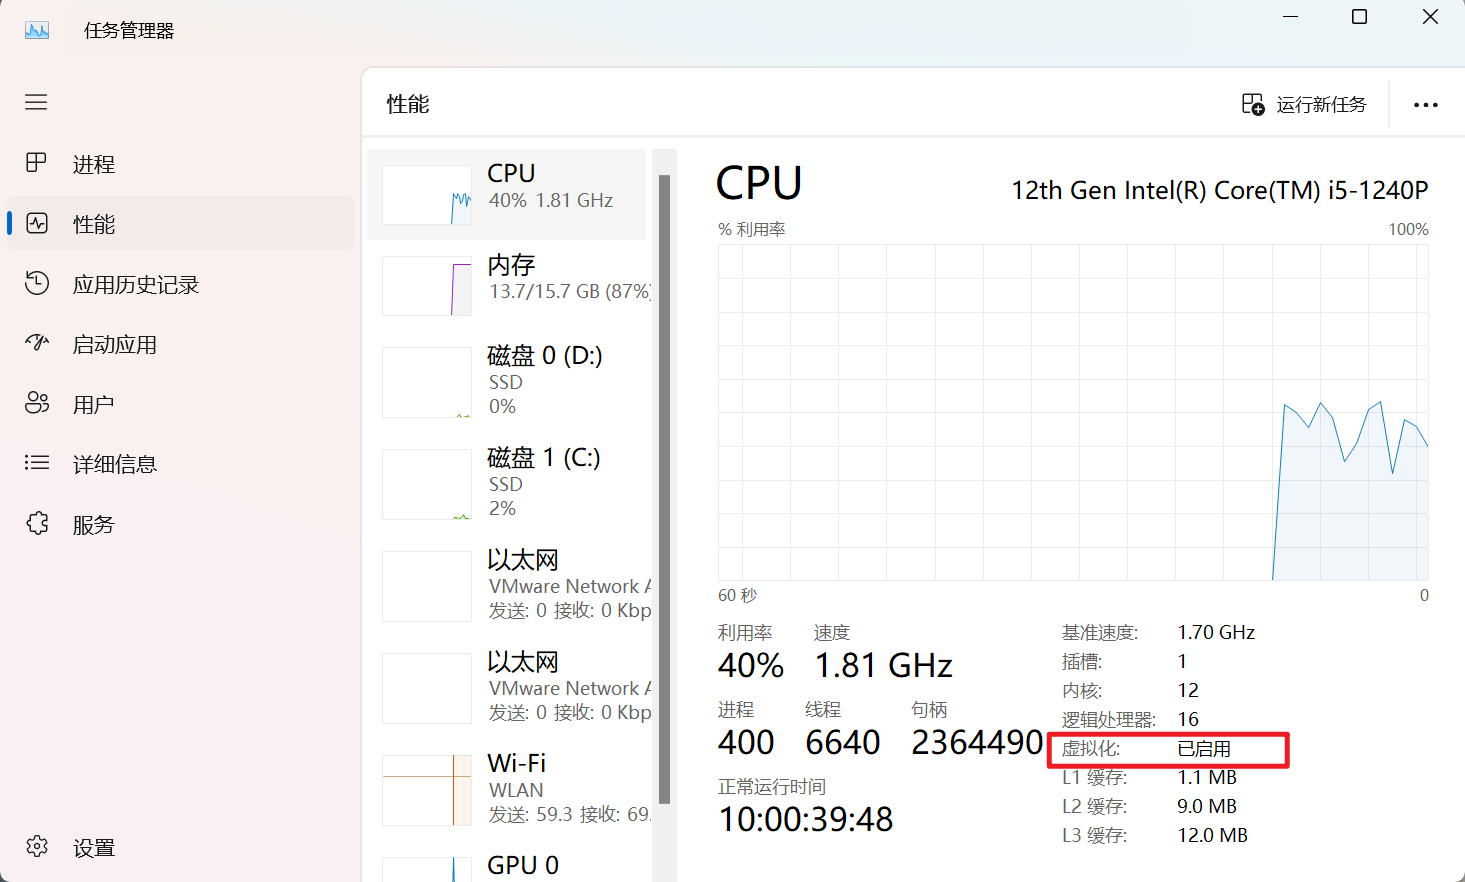 任务管理器
性能
运行新任务
进程
性能
应用历史记录
启动应用
用户
详细信息
服务
设置
CPU
40% 1.81 GHz
内存
13.7/15.7 GB (87%)
磁盘 0 (D:)
SSD
0%
磁盘 1 (C:)
SSD
2%
以太网
VMware Network A
发送: 0 接收: 0 Kbp
以太网
VMware Network A
发送: 0 接收: 0 Kbp
Wi-Fi
WLAN
发送: 59.3 接收: 69.
GPU 0
CPU
12th Gen Intel(R) Core(TM) i5-1240P
% 利用率
100%
60 秒
0
利用率 速度
40% 1.81 GHz
进程 线程 句柄
400 6640 2364490
正常运行时间
10:00:39:48
基准速度: 1.70 GHz
插槽: 1
内核: 12
逻辑处理器: 16
虚拟化: 已启用
L1 缓存: 1.1 MB
L2 缓存: 9.0 MB
L3 缓存: 12.0 MB